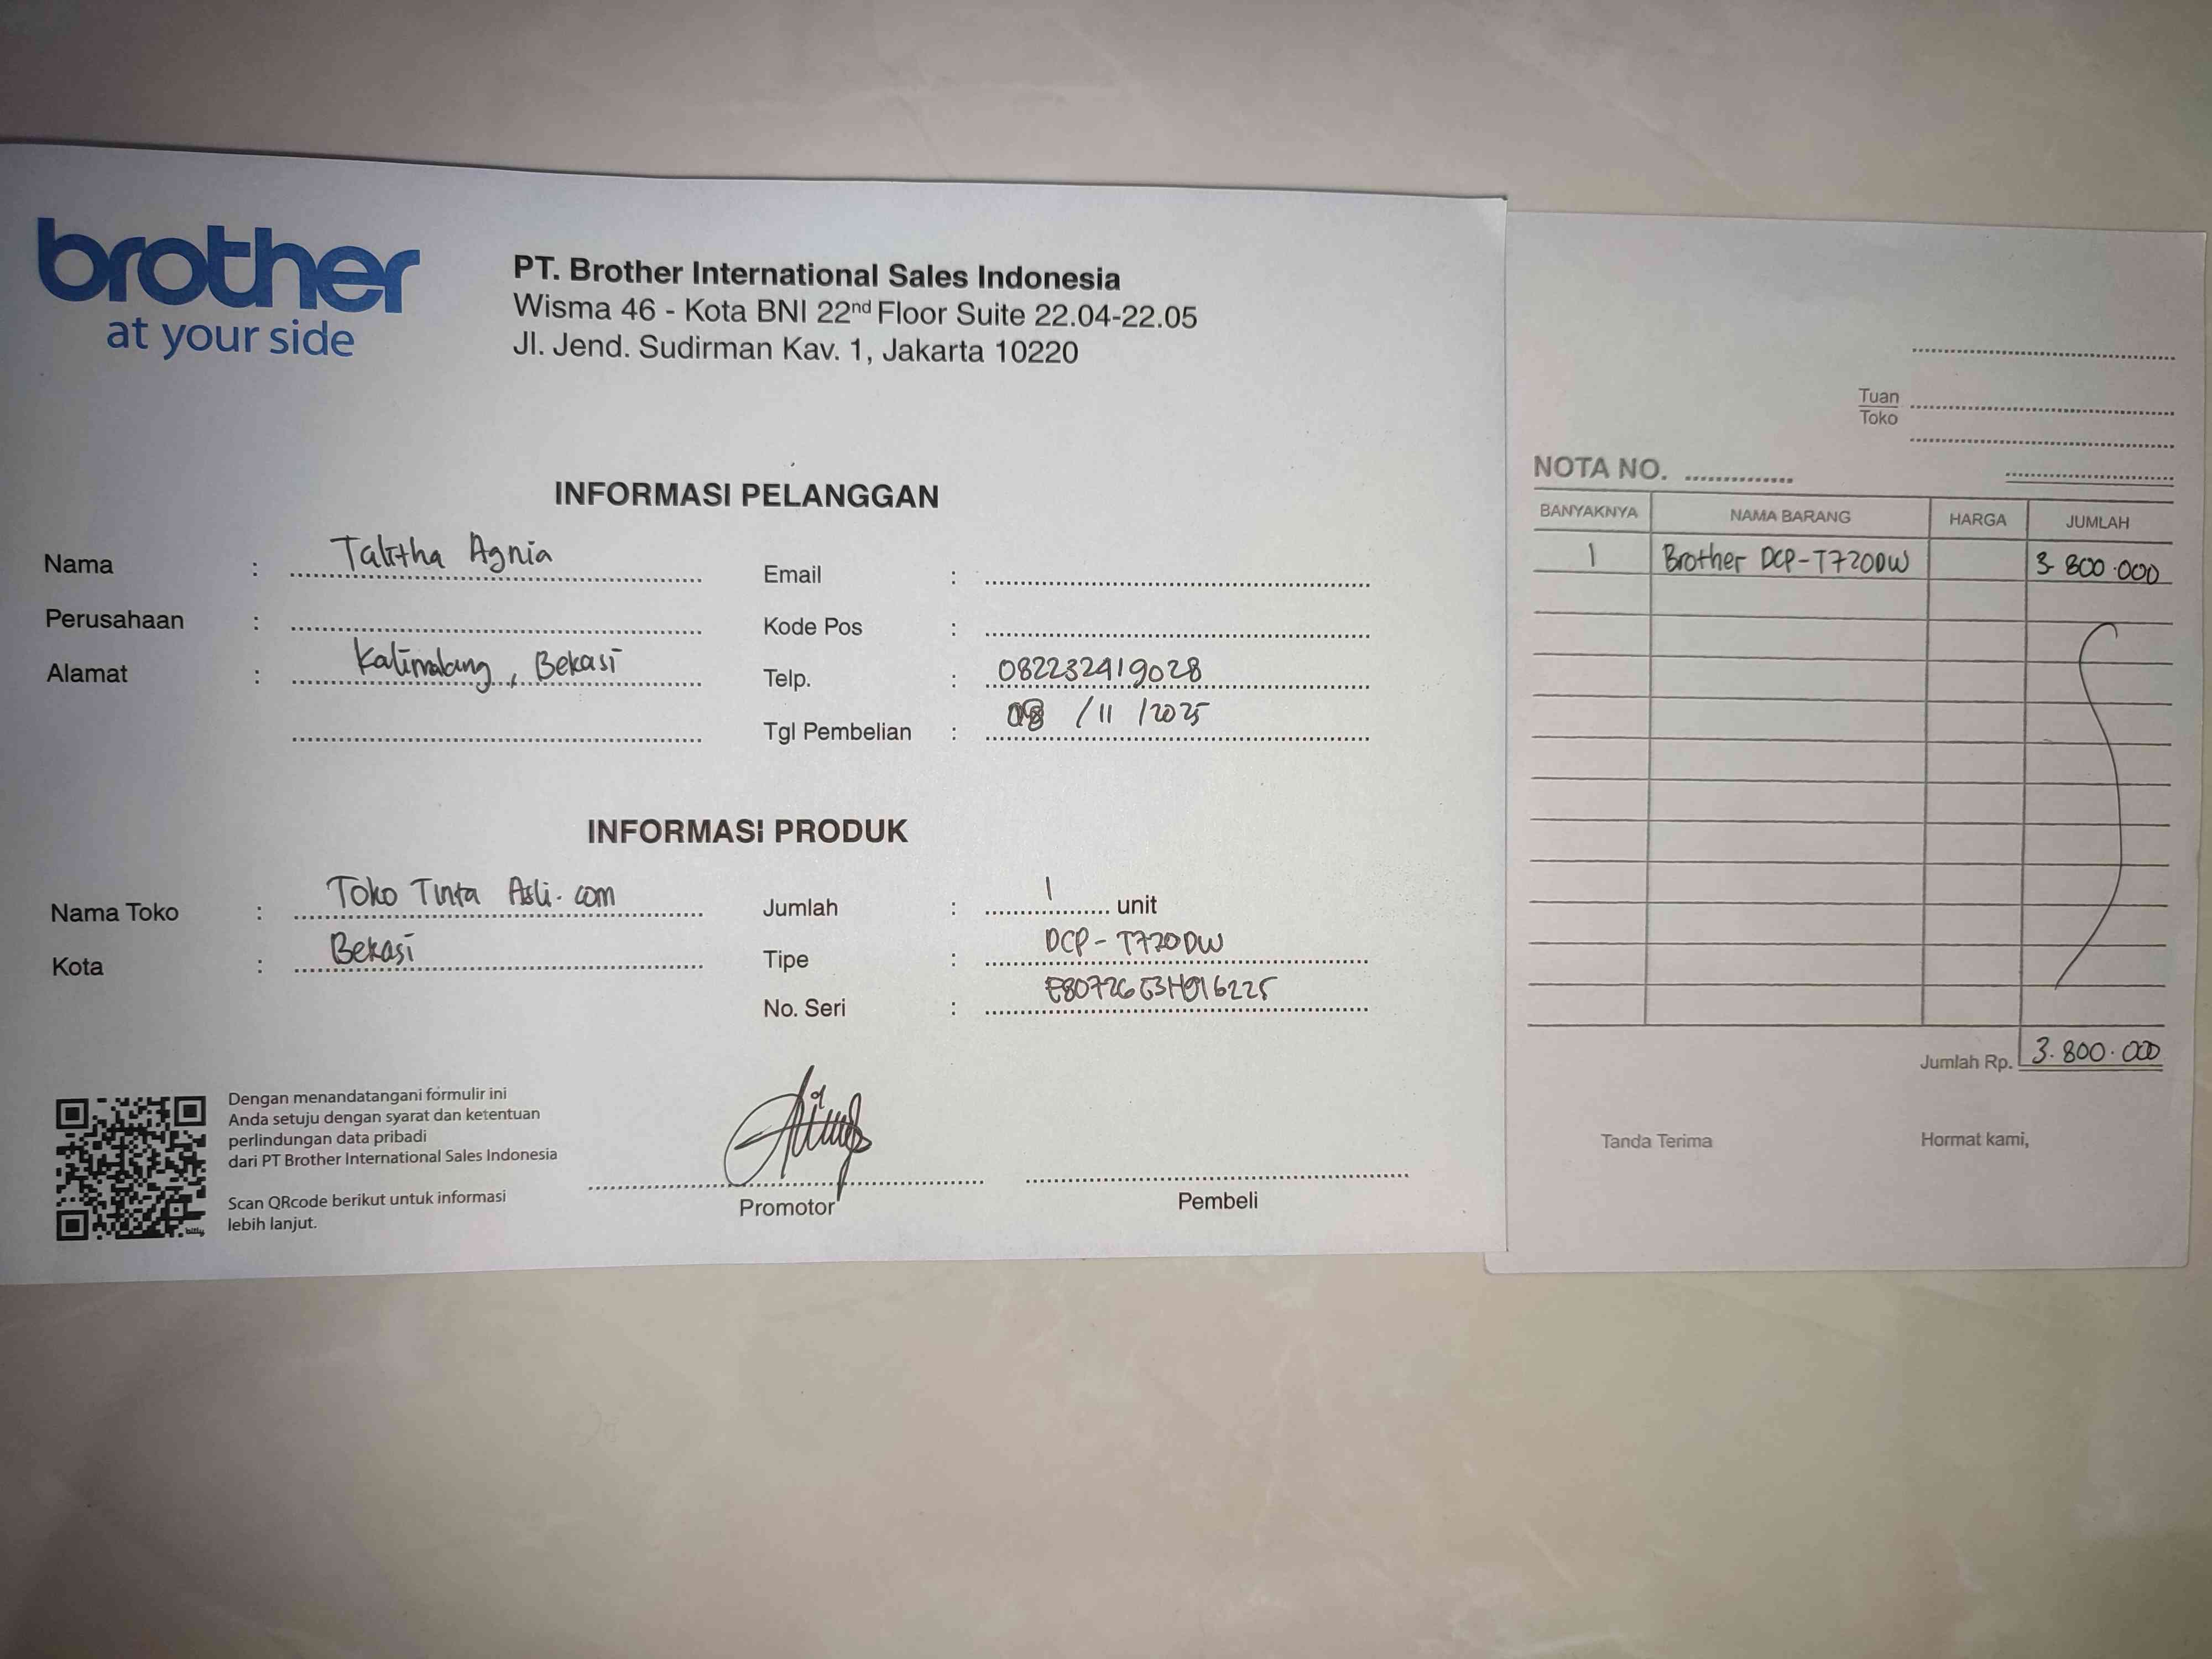 brother
at your side
PT. Brother International Sales Indonesia
Wisma 46 - Kota BNI 22nd Floor Suite 22.04-22.05
Jl. Jend. Sudirman Kav. 1, Jakarta 10220
INFORMASI PELANGGAN
Nama : Talitha Agnia
Perusahaan :
Alamat : Kalimalang, Bekasi
Email :
Kode Pos :
Telp. : 082232419028
Tgl Pembelian : 08 /11 /2025
INFORMASI PRODUK
Nama Toko : Toko Tinta Asli.com
Kota : Bekasi
Jumlah : 1 unit
Tipe : DCP-T720DW
No. Seri :
Dengan menandatangani formulir ini
Anda setuju dengan syarat dan ketentuan
perlindungan data pribadi
dari PT Brother International Sales Indonesia
Scan QRcode berikut untuk informasi
lebih lanjut.
bitly
Promotor
Pembeli
Tuan
Toko
NOTA NO.
BANYAKNYA NAMA BARANG HARGA JUMLAH
1 Brother DCP-T720DW 3.800.000
Jumlah Rp. 3.800.000
Tanda Terima Hormat kami,